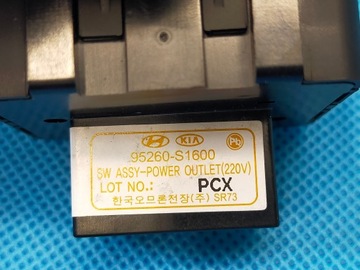 HYUNDAI KIA Pb
95260-S1600
SW ASSY-POWER OUTLET(220V)
LOT NO.: PCX
한국오므론전장(주) SR73